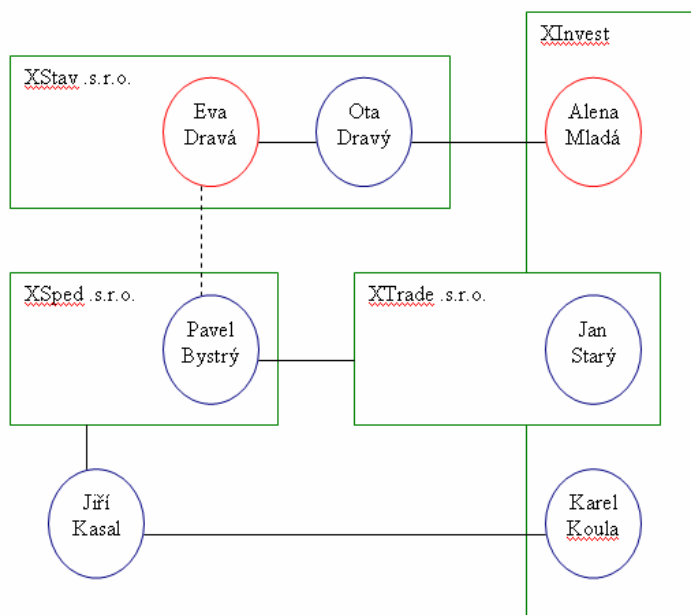 XInvest
XStav .s.r.o.
Eva
Dravá
Ota
Dravý
Alena
Mladá
XSped .s.r.o.
XTrade .s.r.o.
Pavel
Bystrý
Jan
Starý
Jiří
Kasal
Karel
Koula